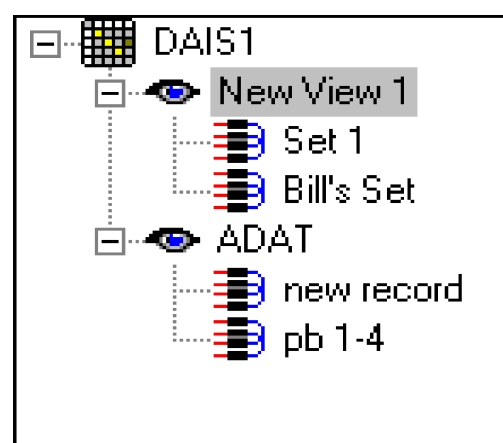 DAIS1
New View 1
Set 1
Bill's Set
ADAT
new record
pb 1-4